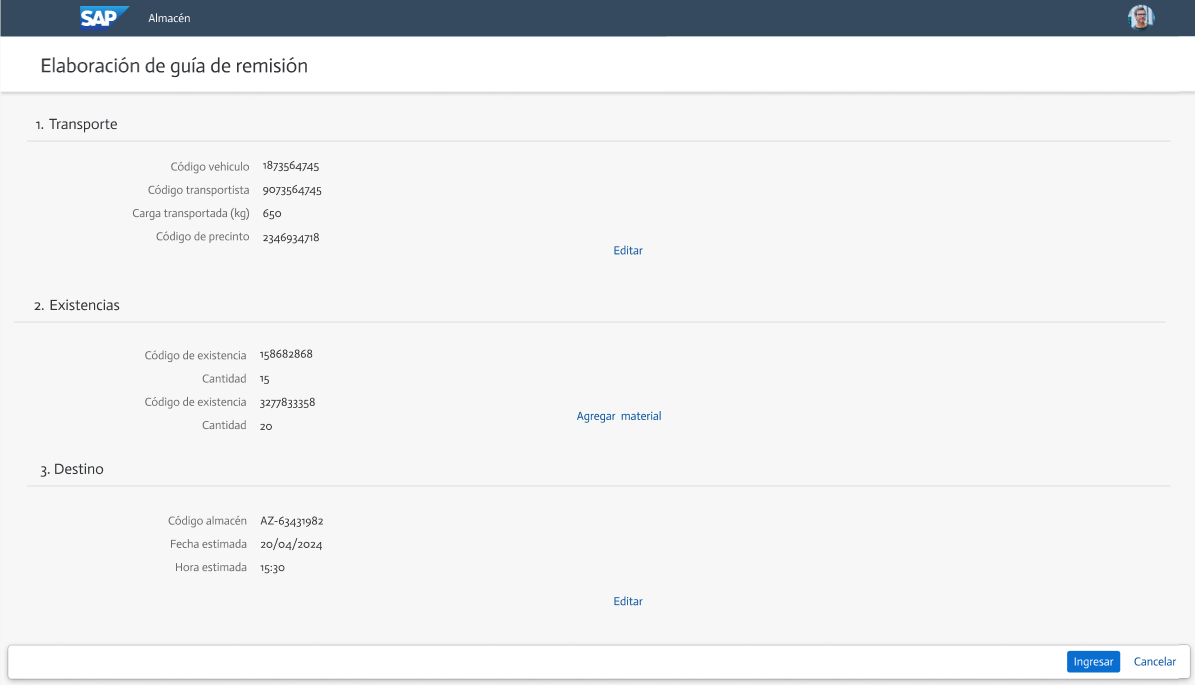 SAP Almacén
Elaboración de guía de remisión
1. Transporte
Código vehiculo 1873564745
Código transportista 9073564745
Carga transportada (kg) 650
Código de precinto 2346934718
Editar
2. Existencias
Código de existencia 158682868
Cantidad 15
Código de existencia 3277833358
Agregar material
Cantidad 20
3. Destino
Código almacén AZ-63431982
Fecha estimada 20/04/2024
Hora estimada 15:30
Editar
Ingresar Cancelar